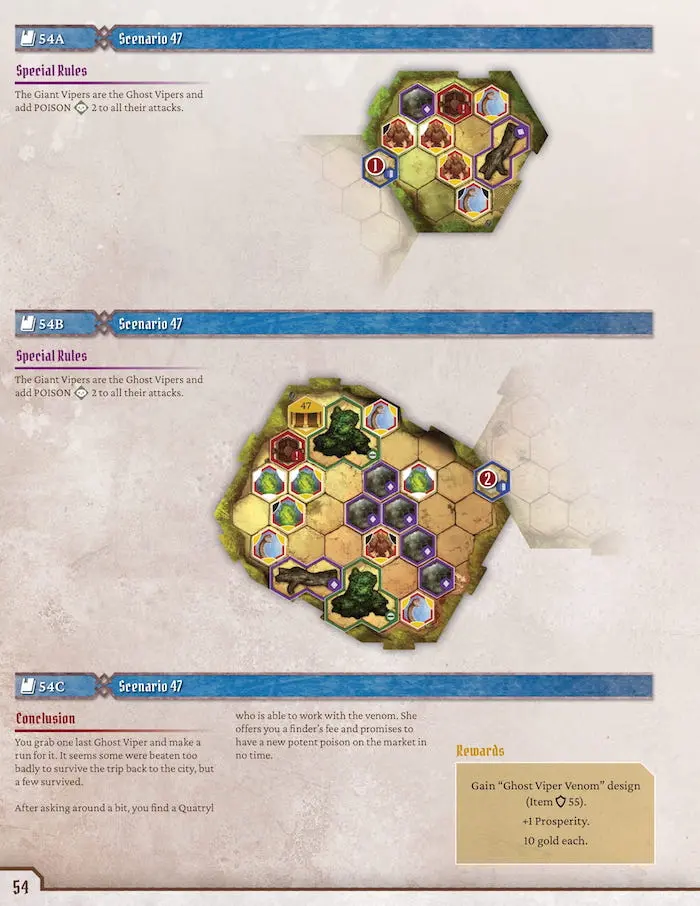 54A
Scenario 47
Special Rules
The Giant Vipers are the Ghost Vipers and
add POISON 2 to all their attacks.
!
1
54B
Scenario 47
Special Rules
The Giant Vipers are the Ghost Vipers and
add POISON 2 to all their attacks.
47
!
2
54C
Scenario 47
Conclusion
You grab one last Ghost Viper and make a
run for it. It seems some were beaten too
badly to survive the trip back to the city, but
a few survived.
After asking around a bit, you find a Quatryl
who is able to work with the venom. She
offers you a finder's fee and promises to
have a new potent poison on the market in
no time.
Rewards
Gain “Ghost Viper Venom” design
(Item 55).
+1 Prosperity.
10 gold each.
54